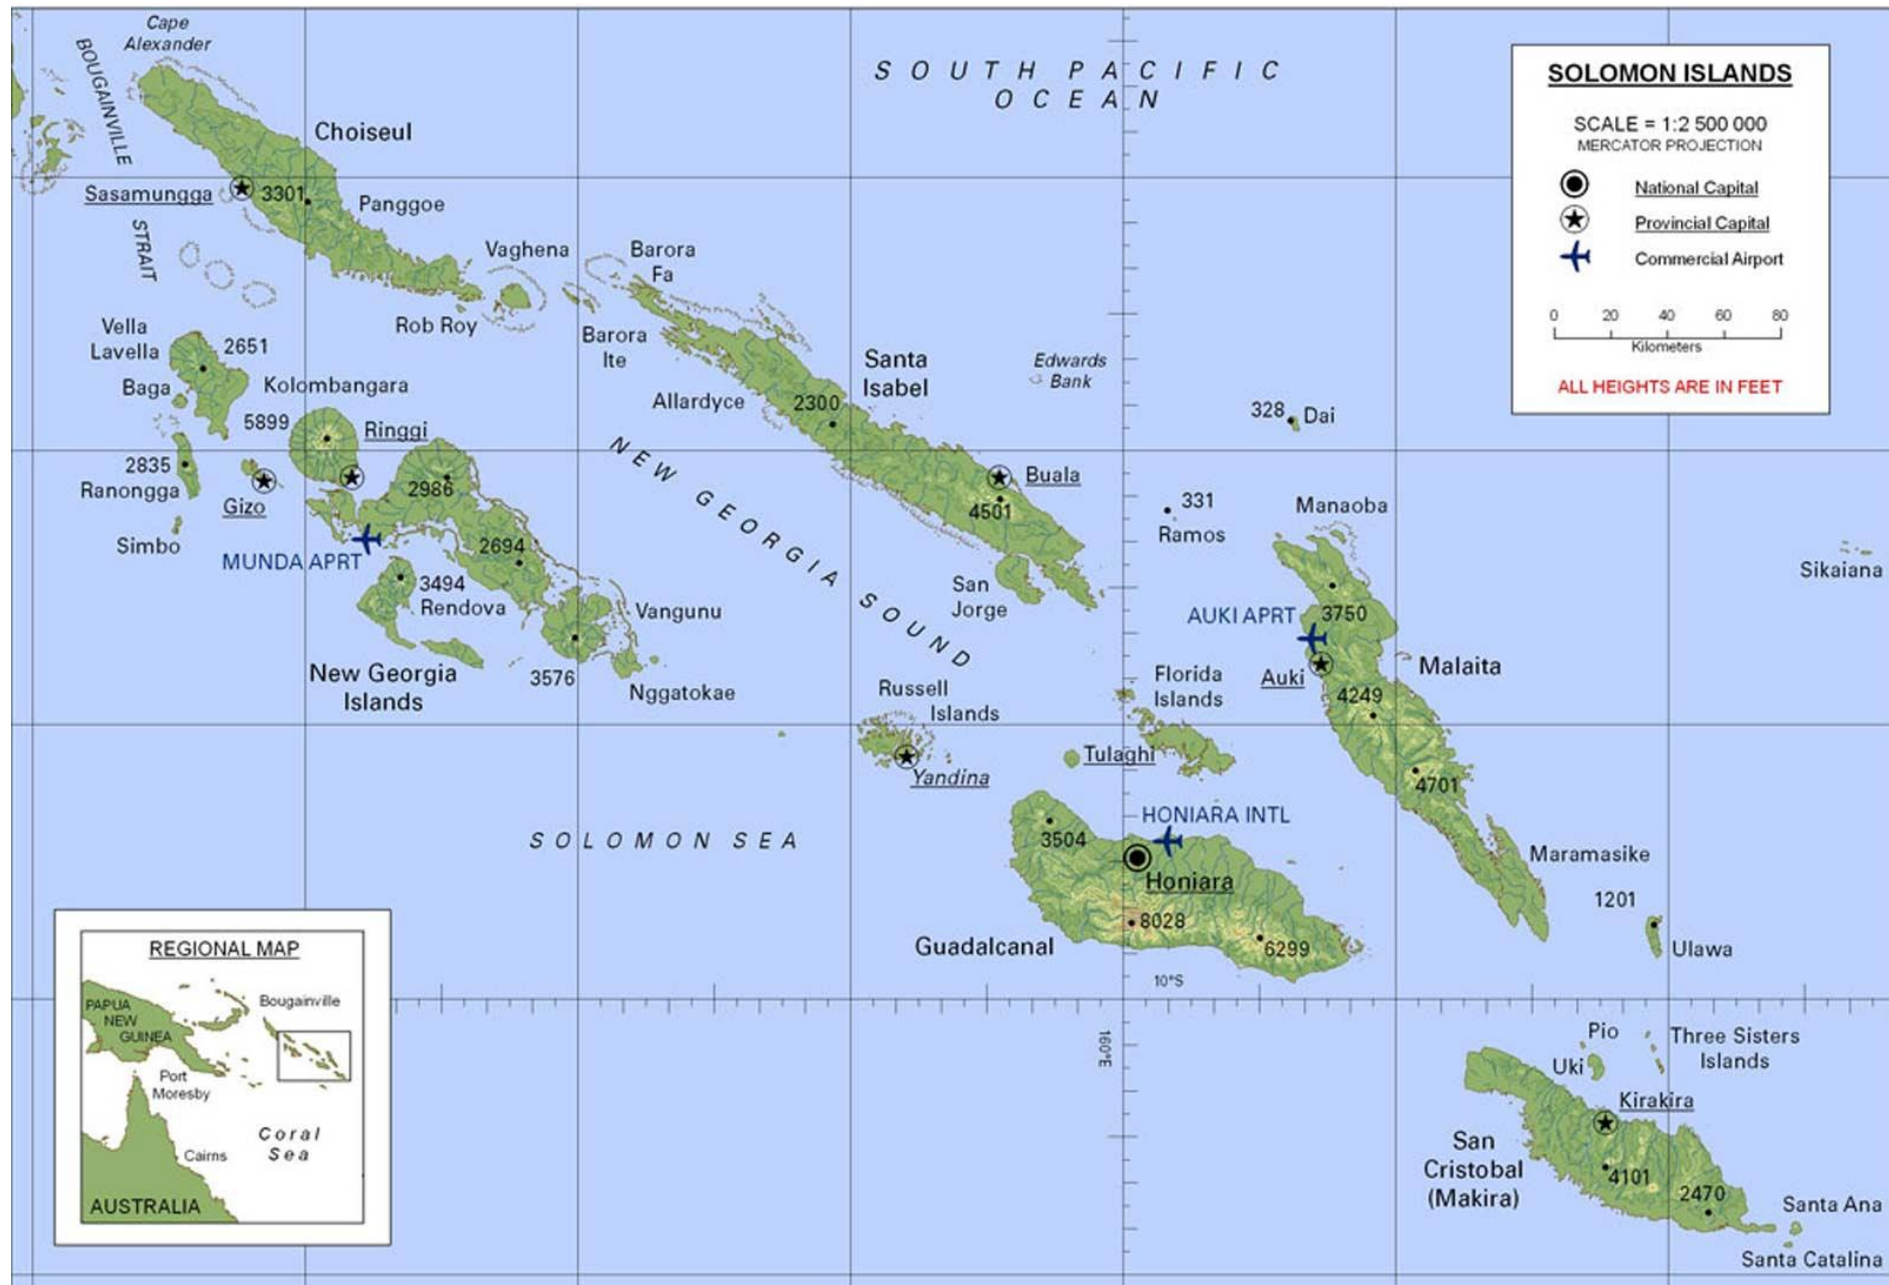 Cape
Alexander
BOUGAINVILLE
STRAIT
Choiseul
Sasamungga
3301
Panggoe
SOUTH PACIFIC
OCEAN
SOLOMON ISLANDS
SCALE = 1:2 500 000
MERCATOR PROJECTION
National Capital
Provincial Capital
Commercial Airport
0 20 40 60 80
Kilometers
ALL HEIGHTS ARE IN FEET
Vaghena
Barora
Fa
Rob Roy
Barora
Ite
Vella
Lavella
2651
Baga
Kolombangara
5899
Ringgi
2835
Ranongga
Gizo
Simbo
2986
MUNDA APRT
2694
3494
Rendova
Vangunu
New Georgia
Islands
3576
Nggatokae
Allardyce
2300
Santa
Isabel
Edwards
Bank
NEW GEORGIA SOUND
Buala
4501
San
Jorge
328
Dai
331
Ramos
Manaoba
Sikaiana
AUKI APRT
3750
Auki
Malaita
4249
4701
Florida
Islands
Russell
Islands
Yandina
Tulaghi
SOLOMON SEA
HONIARA INTL
3504
Honiara
8028
6299
Guadalcanal
Maramasike
1201
Ulawa
10°S
160°E
Pio
Uki
Three Sisters
Islands
Kirakira
San
Cristobal
(Makira)
4101
2470
Santa Ana
Santa Catalina
REGIONAL MAP
PAPUA
NEW
GUINEA
Bougainville
Port
Moresby
Coral
Sea
Cairns
AUSTRALIA